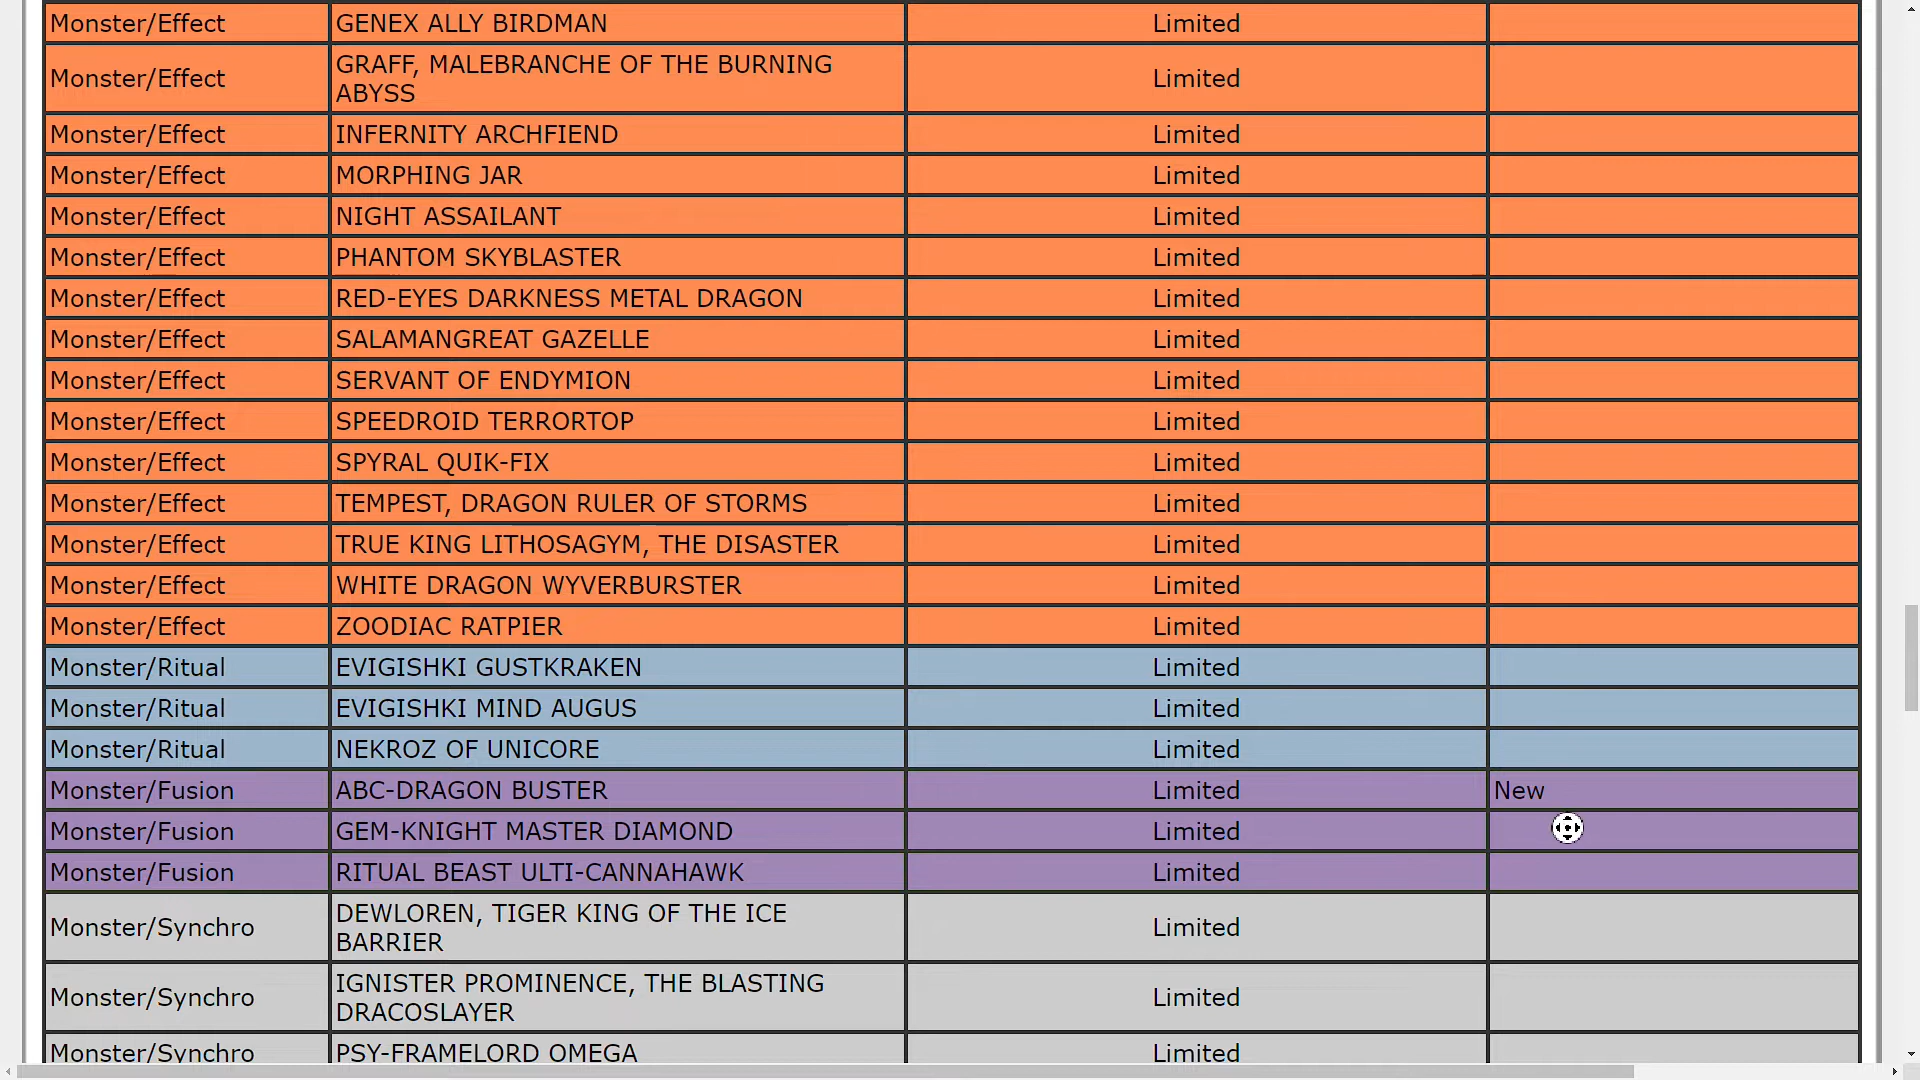 Monster/Effect GENEX ALLY BIRDMAN Limited
Monster/Effect GRAFF, MALEBRANCHE OF THE BURNING
ABYSS Limited
Monster/Effect INFERNITY ARCHFIEND Limited
Monster/Effect MORPHING JAR Limited
Monster/Effect NIGHT ASSAILANT Limited
Monster/Effect PHANTOM SKYBLASTER Limited
Monster/Effect RED-EYES DARKNESS METAL DRAGON Limited
Monster/Effect SALAMANGREAT GAZELLE Limited
Monster/Effect SERVANT OF ENDYMION Limited
Monster/Effect SPEEDROID TERRORTOP Limited
Monster/Effect SPYRAL QUIK-FIX Limited
Monster/Effect TEMPEST, DRAGON RULER OF STORMS Limited
Monster/Effect TRUE KING LITHOSAGYM, THE DISASTER Limited
Monster/Effect WHITE DRAGON WYVERBURSTER Limited
Monster/Effect ZOODIAC RATPIER Limited
Monster/Ritual EVIGISHKI GUSTKRAKEN Limited
Monster/Ritual EVIGISHKI MIND AUGUS Limited
Monster/Ritual NEKROZ OF UNICORE Limited
Monster/Fusion ABC-DRAGON BUSTER Limited New
Monster/Fusion GEM-KNIGHT MASTER DIAMOND Limited
Monster/Fusion RITUAL BEAST ULTI-CANNAHAWK Limited
Monster/Synchro DEWLOREN, TIGER KING OF THE ICE
BARRIER Limited
Monster/Synchro IGNISTER PROMINENCE, THE BLASTING
DRACOSLAYER Limited
Monster/Synchro PSY-FRAMELORD OMEGA Limited